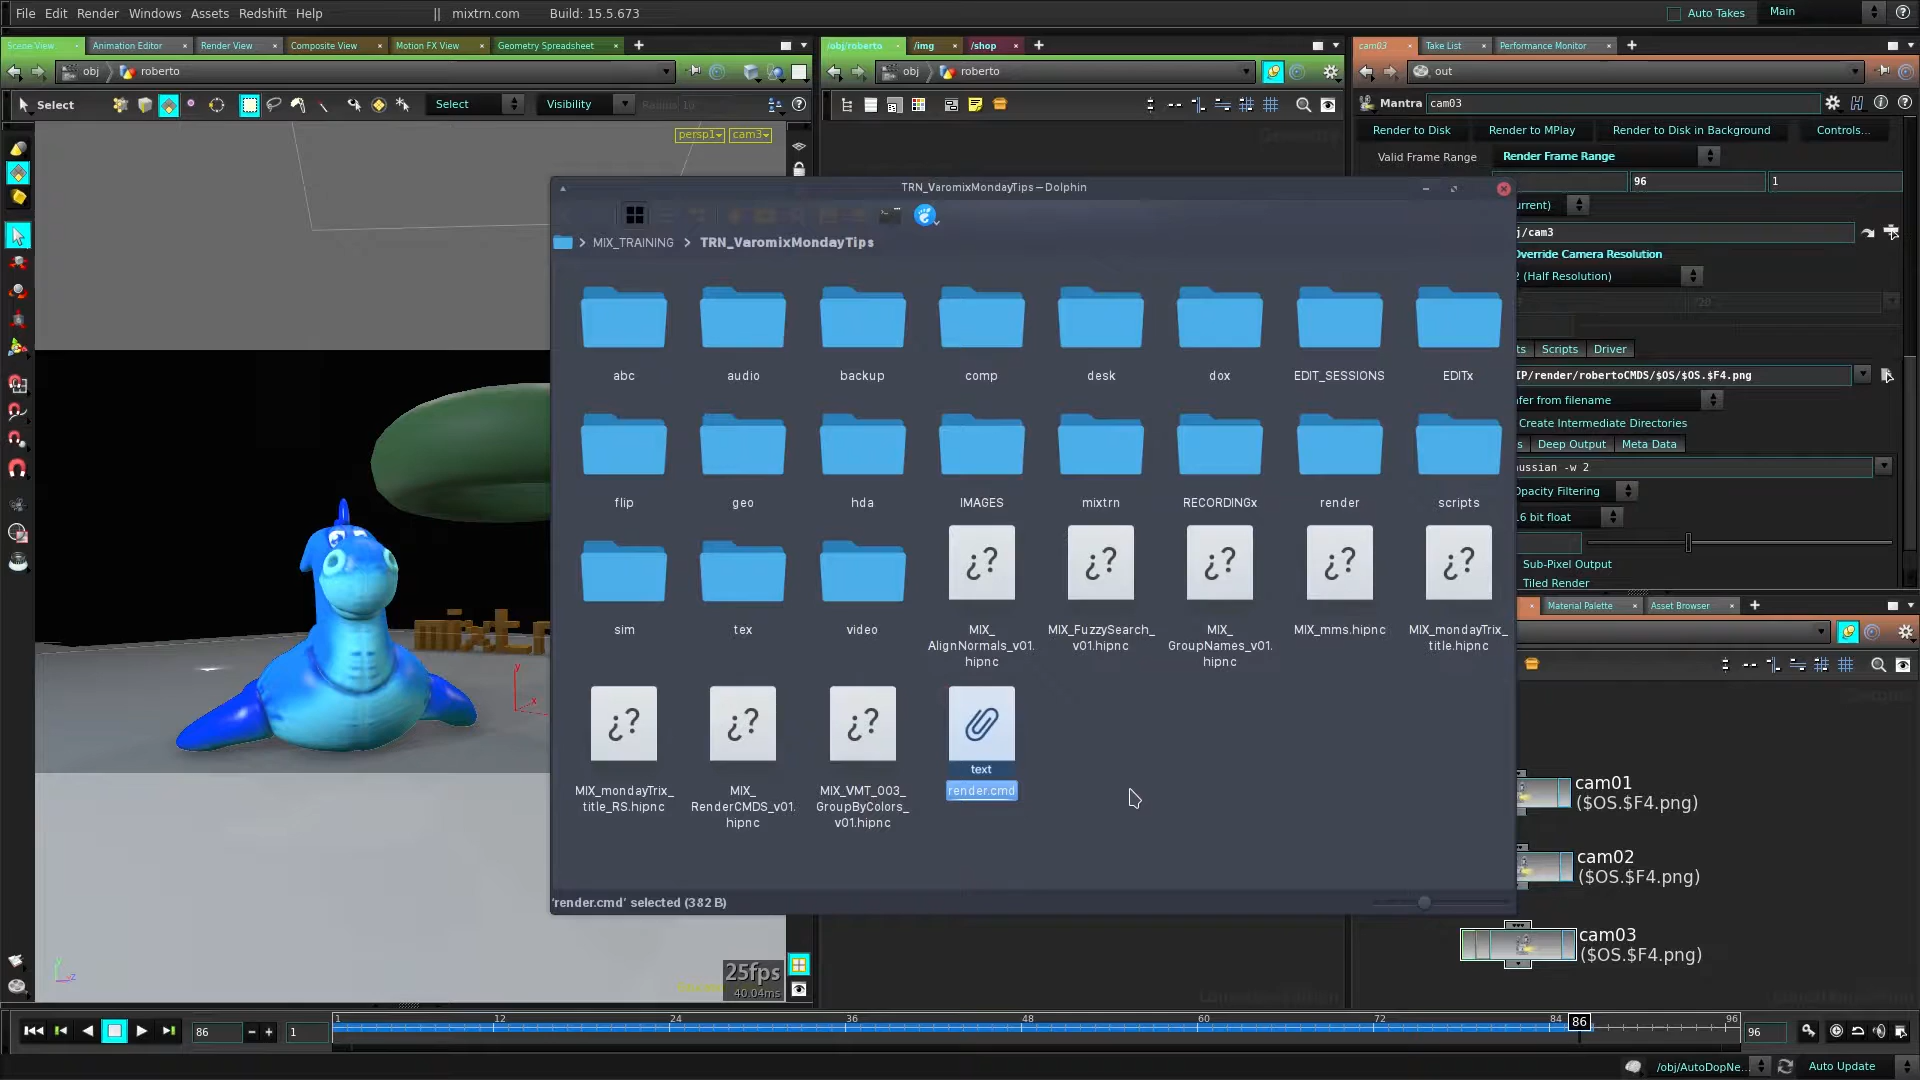 File Edit Render Windows Assets Redshift Help || mixtrn.com Build: 15.5.673 Auto Takes Main
Scene View Animation Editor Render View Composite View Motion FX View Geometry Spreadsheet
/obj/roberto /img /shop
cam03 Take List Performance Monitor
obj roberto
obj roberto
out
Select Select Visibility Radius 10
Mantra cam03
persp1 cam3
Render to Disk Render to MPlay Render to Disk in Background Controls...
Valid Frame Range Render Frame Range
96 1
urrent)
j/cam3
Override Camera Resolution
2 (Half Resolution)
ts Scripts Driver
IP/render/robertoCMDS/$OS/$OS.$F4.png
fer from filename
Create Intermediate Directories
s Deep Output Meta Data
ussian -w 2
Opacity Filtering
.6 bit float
Sub-Pixel Output
Tiled Render
Material Palette Asset Browser
TRN_VaromixMondayTips — Dolphin
MIX_TRAINING > TRN_VaromixMondayTips
abc audio backup comp desk dox EDIT_SESSIONS EDITx
flip geo hda IMAGES mixtrn RECORDINGx render scripts
sim tex video
¿? ¿? ¿? ¿? ¿?
MIX_
AlignNormals_v01.
hipnc
MIX_FuzzySearch_
v01.hipnc
MIX_
GroupNames_v01.
hipnc
MIX_mms.hipnc
MIX_mondayTrix_
title.hipnc
¿? ¿? ¿?
text
MIX_mondayTrix_
title_RS.hipnc
MIX_
RenderCMDS_v01.
hipnc
MIX_VMT_003_
GroupByColors_
v01.hipnc
render.cmd
'render.cmd' selected (382 B)
mixtr
y
x
cam01
($OS.$F4.png)
cam02
($OS.$F4.png)
cam03
($OS.$F4.png)
25fps
40.04ms
y
z
86 1 1 12 24 36 48 60 72 84 86 96 96
/obj/AutoDopNe... Auto Update